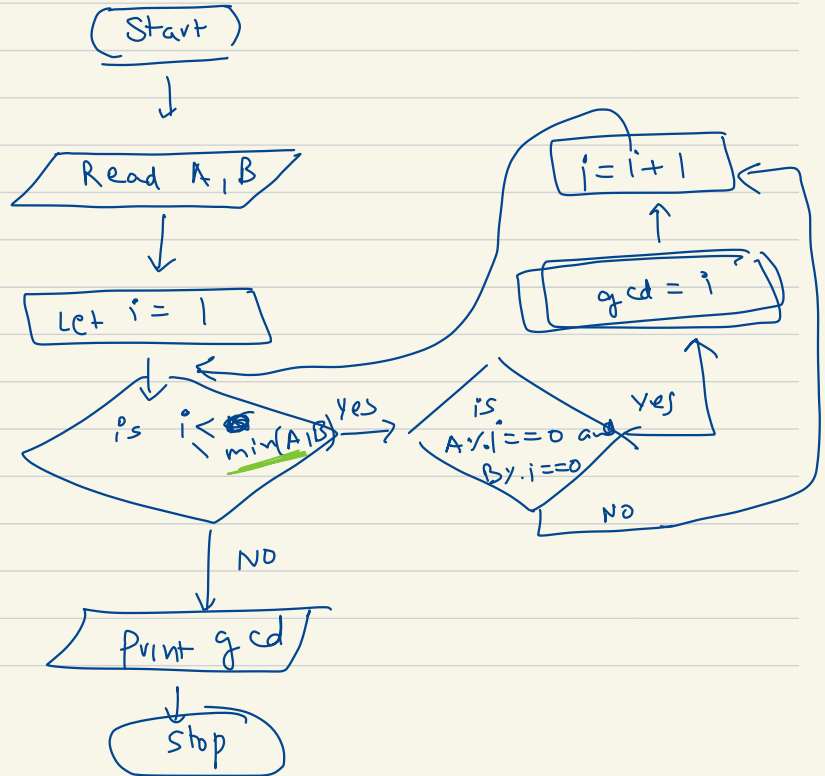 Start
Read A, B
Let i = 1
is i ≤
min(A,B)
Yes
is
A%i==0 and
B%i==0
yes
gcd = i
i = i + 1
NO
NO
Print gcd
Stop